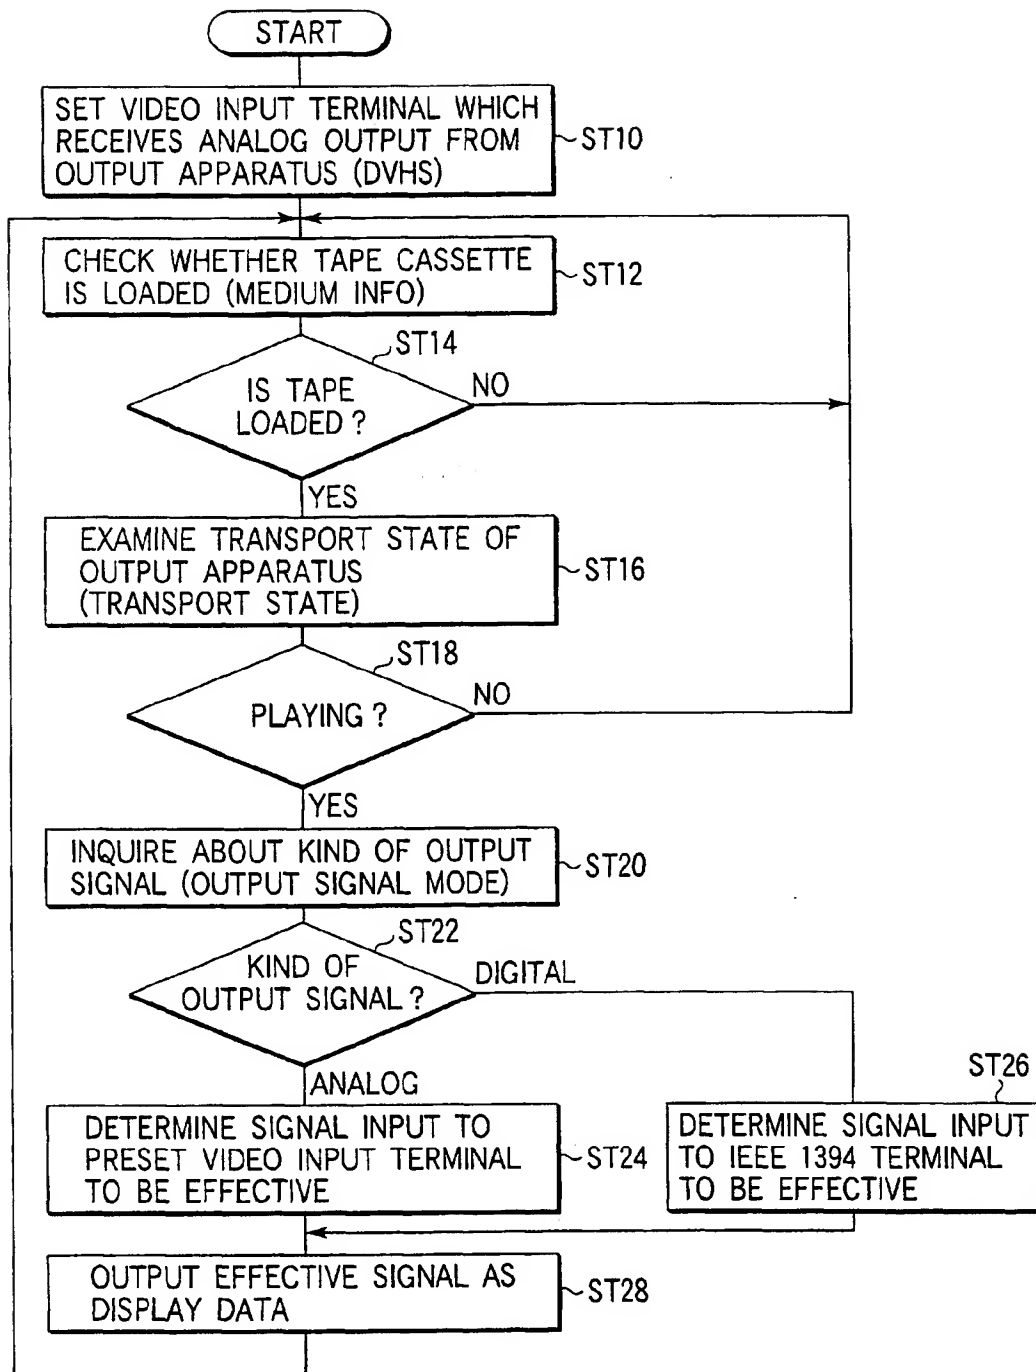 START
SET VIDEO INPUT TERMINAL WHICH
RECEIVES ANALOG OUTPUT FROM
OUTPUT APPARATUS (DVHS)
ST10
CHECK WHETHER TAPE CASSETTE
IS LOADED (MEDIUM INFO)
ST12
ST14
IS TAPE
LOADED?
NO
YES
EXAMINE TRANSPORT STATE OF
OUTPUT APPARATUS
(TRANSPORT STATE)
ST16
ST18
PLAYING?
NO
YES
INQUIRE ABOUT KIND OF OUTPUT
SIGNAL (OUTPUT SIGNAL MODE)
ST20
ST22
KIND OF
OUTPUT SIGNAL?
DIGITAL
ANALOG
DETERMINE SIGNAL INPUT TO
PRESET VIDEO INPUT TERMINAL
TO BE EFFECTIVE
ST24
ST26
DETERMINE SIGNAL INPUT
TO IEEE 1394 TERMINAL
TO BE EFFECTIVE
OUTPUT EFFECTIVE SIGNAL AS
DISPLAY DATA
ST28